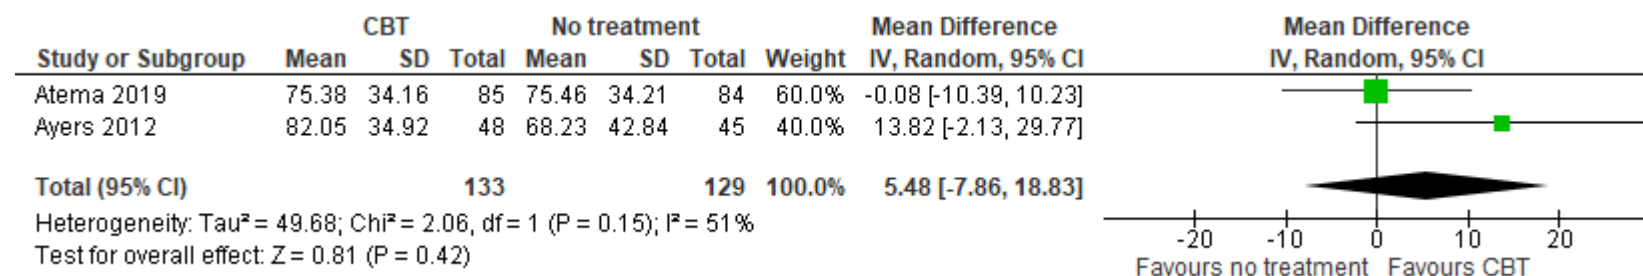 CBT No treatment Mean Difference Mean Difference
Study or Subgroup Mean SD Total Mean SD Total Weight IV, Random, 95% CI IV, Random, 95% CI
Atema 2019 75.38 34.16 85 75.46 34.21 84 60.0% -0.08 [-10.39, 10.23]
Ayers 2012 82.05 34.92 48 68.23 42.84 45 40.0% 13.82 [-2.13, 29.77]
Total (95% CI) 133 129 100.0% 5.48 [-7.86, 18.83]
Heterogeneity: Tau² = 49.68; Chi² = 2.06, df = 1 (P = 0.15); I² = 51%
Test for overall effect: Z = 0.81 (P = 0.42)
-20 -10 0 10 20
Favours no treatment Favours CBT